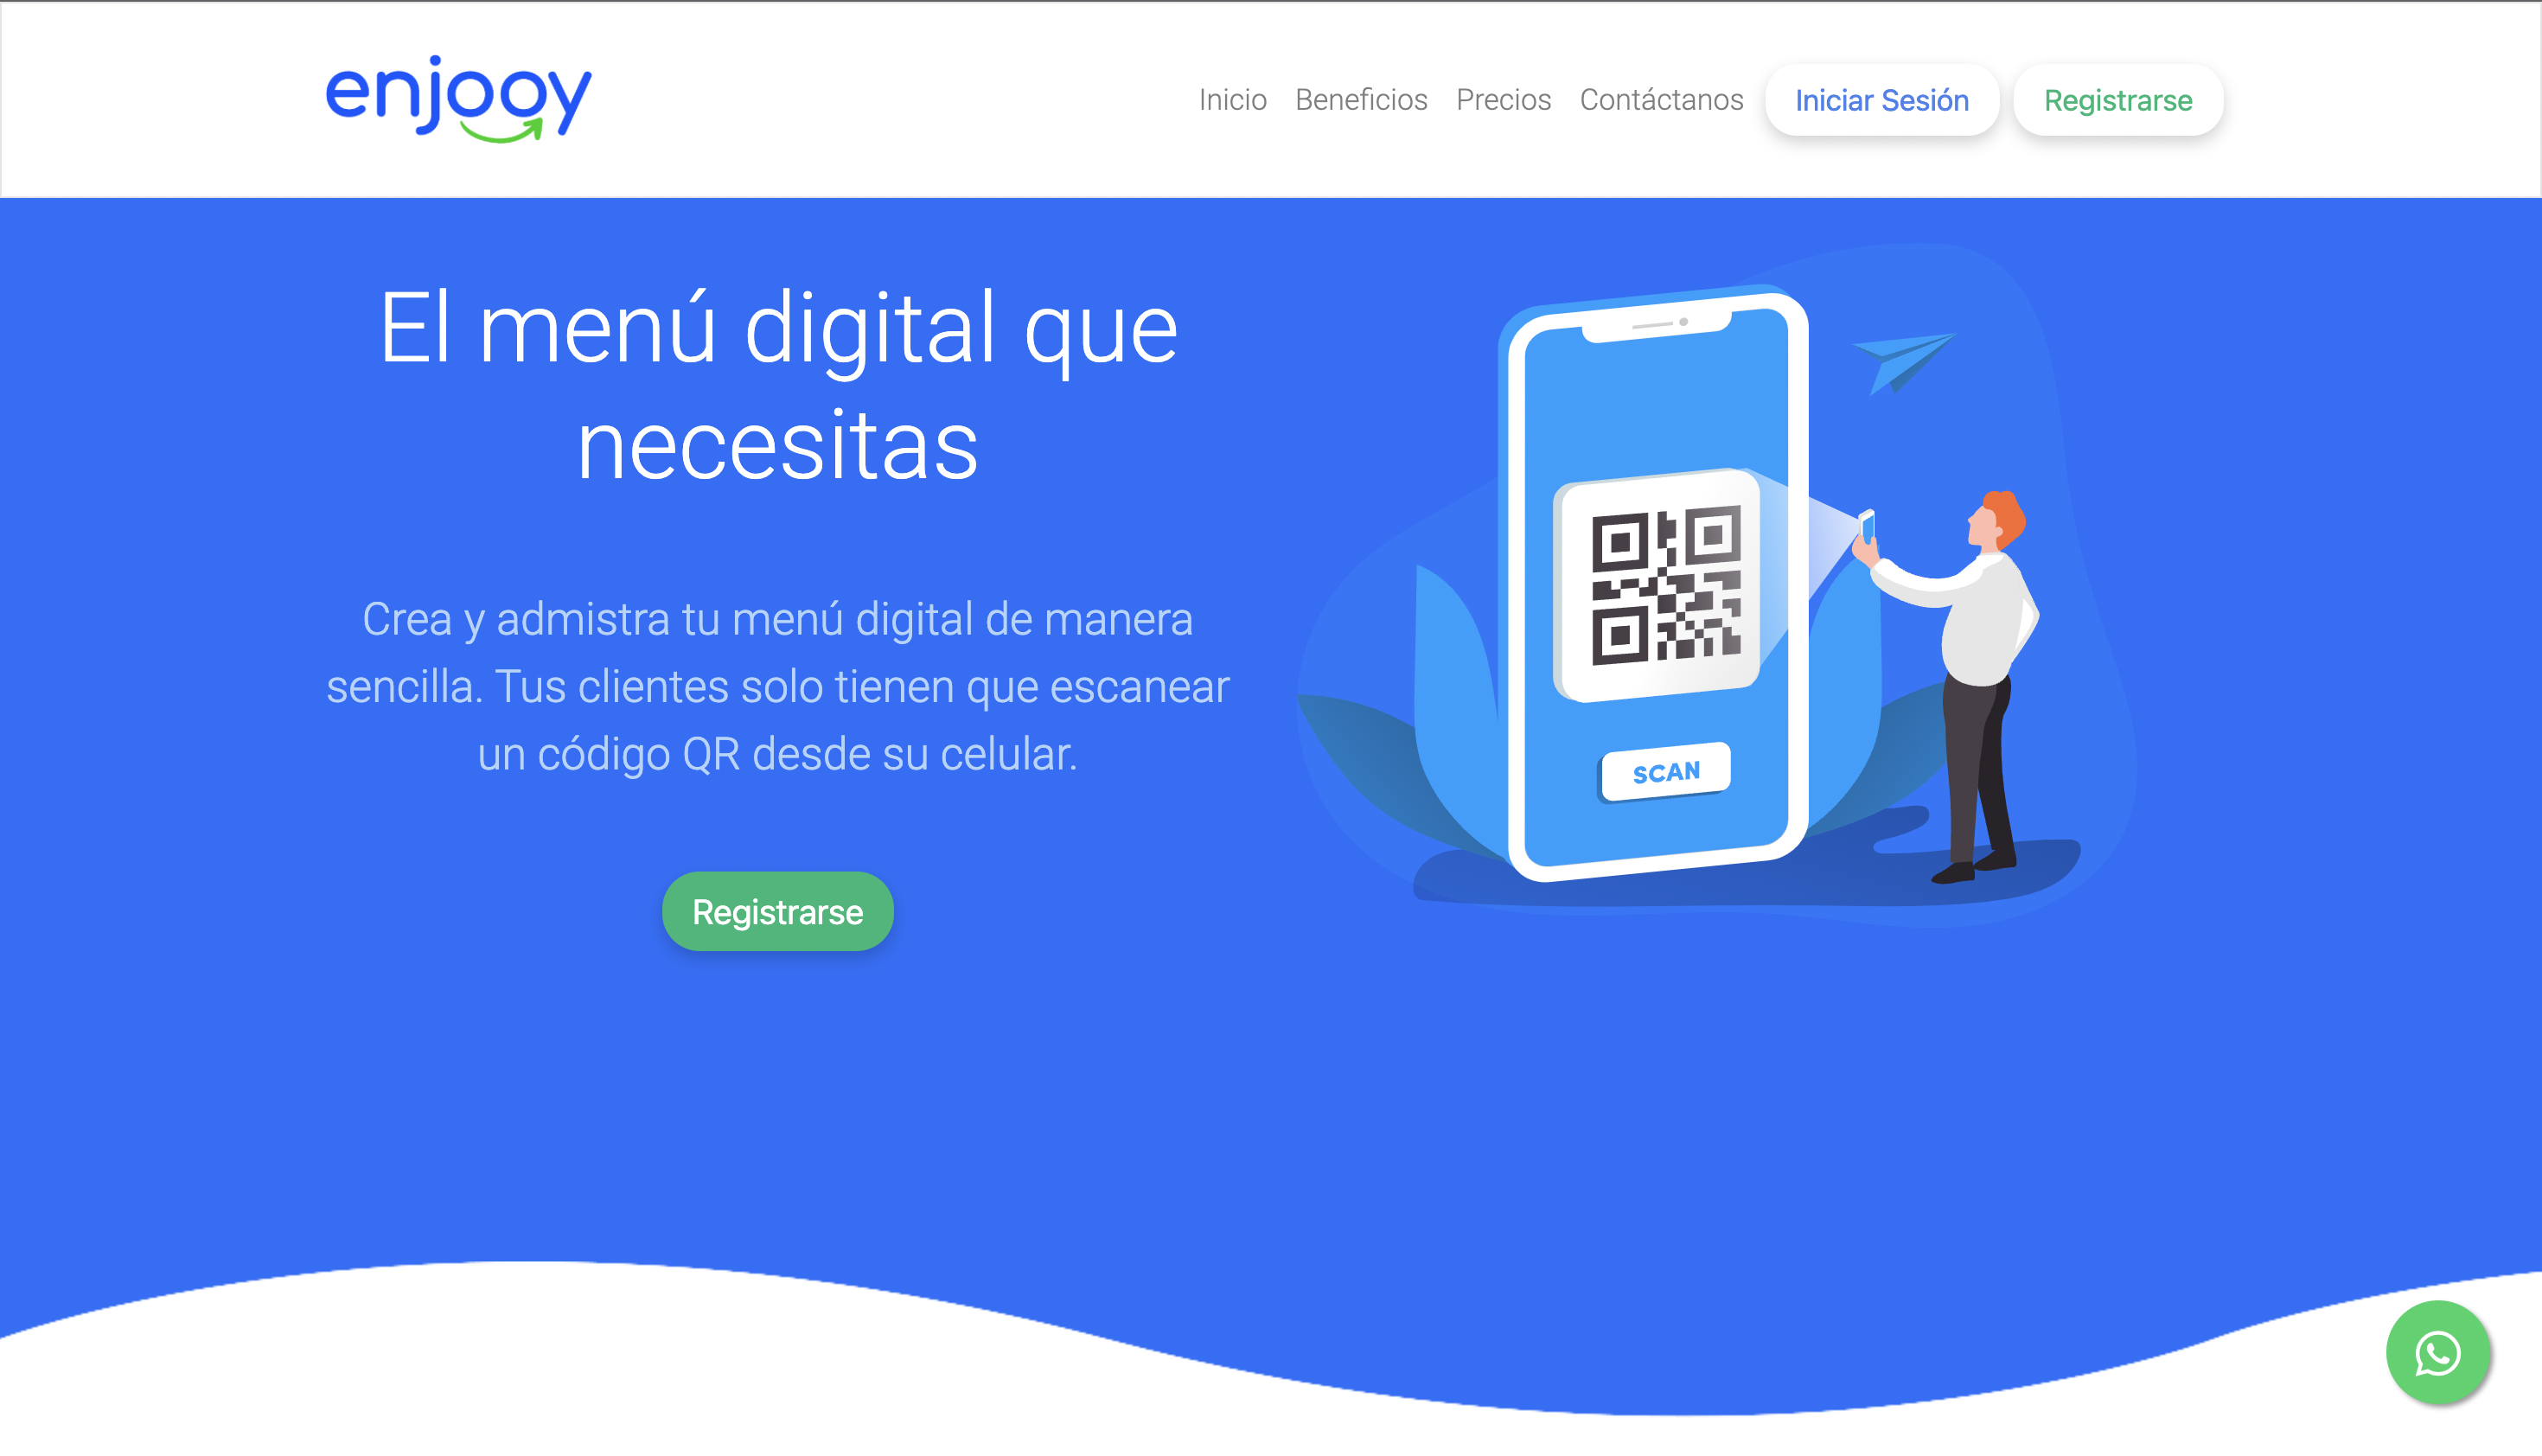 enjooy
Inicio Beneficios Precios Contáctanos Iniciar Sesión Registrarse
El menú digital que
necesitas
Crea y admistra tu menú digital de manera
sencilla. Tus clientes solo tienen que escanear
un código QR desde su celular.
Registrarse
SCAN